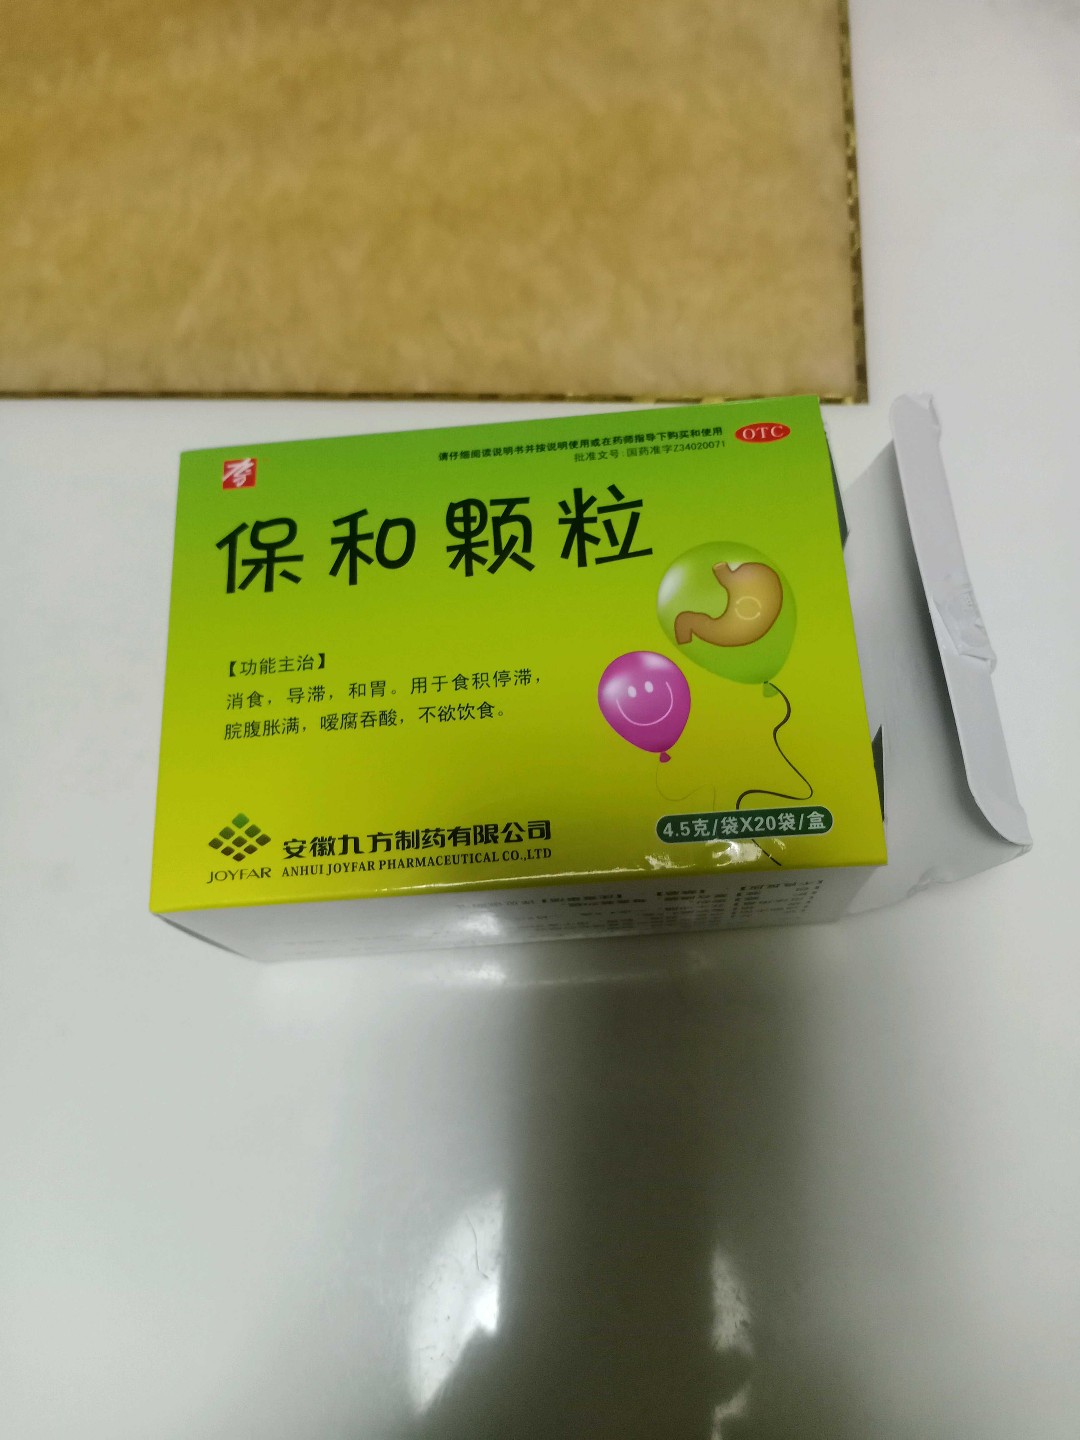 请仔细阅读说明书并按说明使用或在药师指导下购买和使用
OTC
批准文号:国药准字Z34020071
保和颗粒
【功能主治】
消食，导滞，和胃。用于食积停滞，
脘腹胀满，嗳腐吞酸，不欲饮食。
JOYFAR
安徽九方制药有限公司
ANHUI JOYFAR PHARMACEUTICAL CO.,LTD
4.5克/袋X20袋/盒